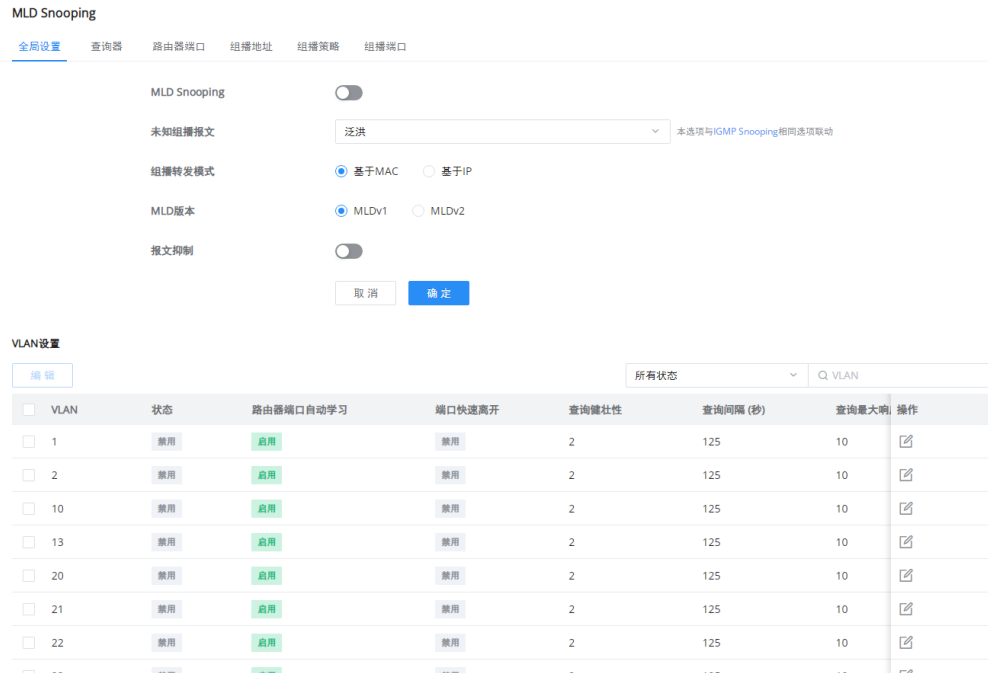 MLD Snooping
全局设置 查询器 路由器端口 组播地址 组播策略 组播端口
MLD Snooping
未知组播报文 泛洪 本选项与IGMP Snooping相同选项联动
组播转发模式 基于MAC 基于IP
MLD版本 MLDv1 MLDv2
报文抑制
取消 确定
VLAN设置
编辑 所有状态 VLAN
VLAN 状态 路由器端口自动学习 端口快速离开 查询健壮性 查询间隔 (秒) 查询最大响 操作
1 禁用 启用 禁用 2 125 10
2 禁用 启用 禁用 2 125 10
10 禁用 启用 禁用 2 125 10
13 禁用 启用 禁用 2 125 10
20 禁用 启用 禁用 2 125 10
21 禁用 启用 禁用 2 125 10
22 禁用 启用 禁用 2 125 10